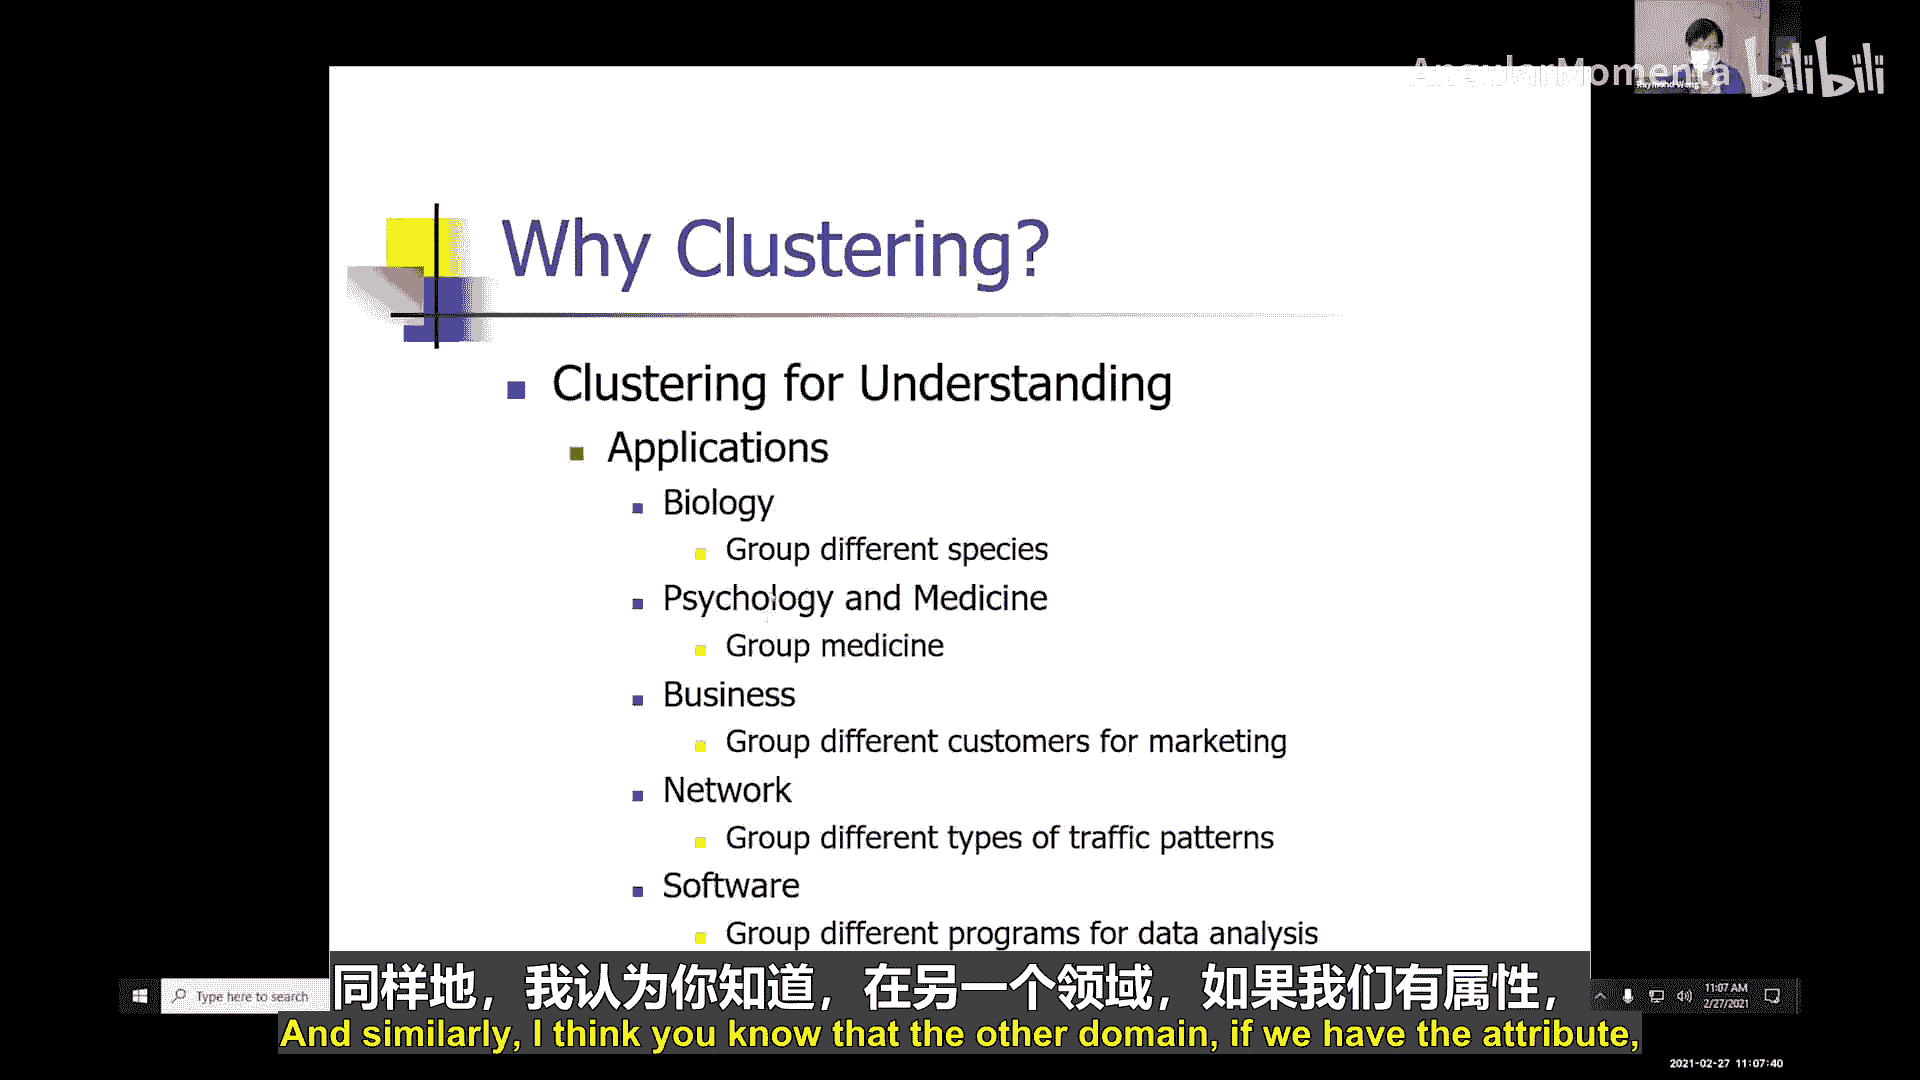 AngularMomenta
bilibili
Raymond Wong
Why Clustering?
Clustering for Understanding
Applications
Biology
Group different species
Psychology and Medicine
Group medicine
Business
Group different customers for marketing
Network
Group different types of traffic patterns
Software
Group different programs for data analysis
Type here to search
11:07 AM
2/27/2021
同样地，我认为你知道，在另一个领域，如果我们有属性，
And similarly, I think you know that the other domain, if we have the attribute,
2021-02-27 11:07:40